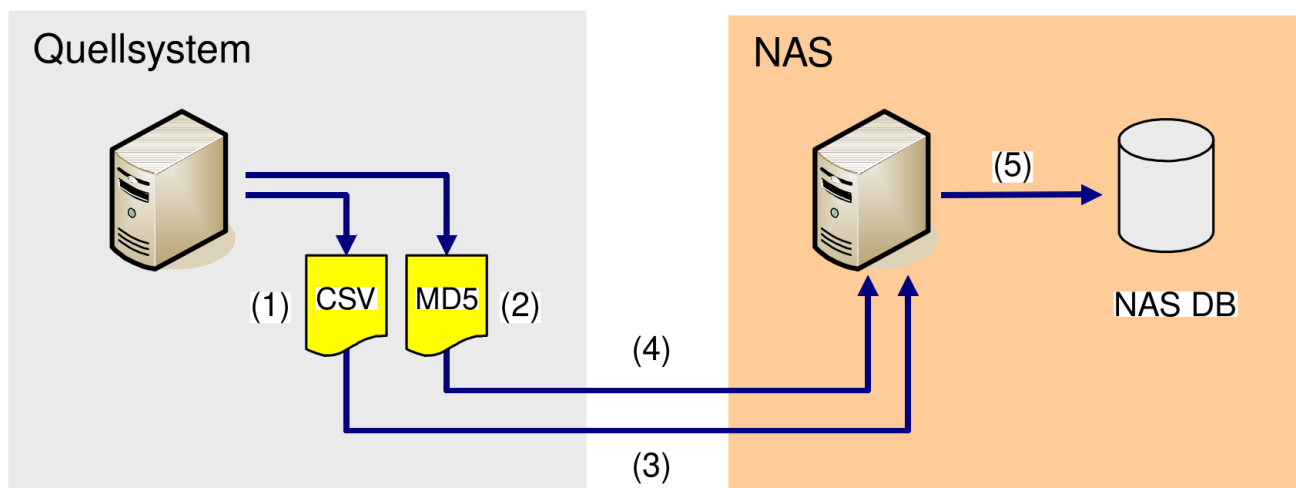 Quellsystem
NAS
(5)
(1)
CSV
MD5
(2)
NAS DB
(4)
(3)